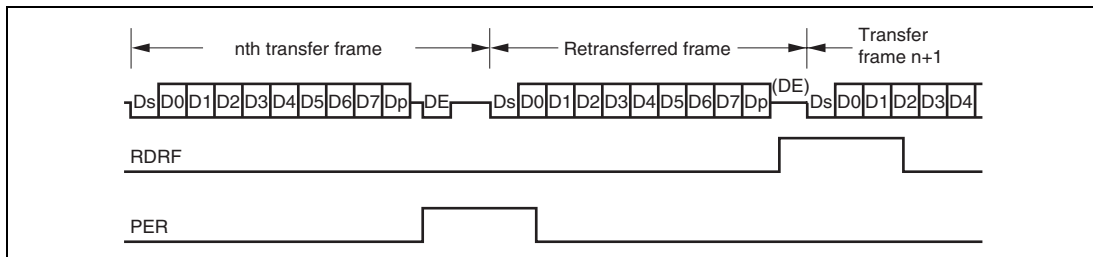 nth transfer frame Retransferred frame Transfer
frame n+1
Ds D0 D1 D2 D3 D4 D5 D6 D7 Dp DE Ds D0 D1 D2 D3 D4 D5 D6 D7 Dp (DE) Ds D0 D1 D2 D3 D4
RDRF
PER